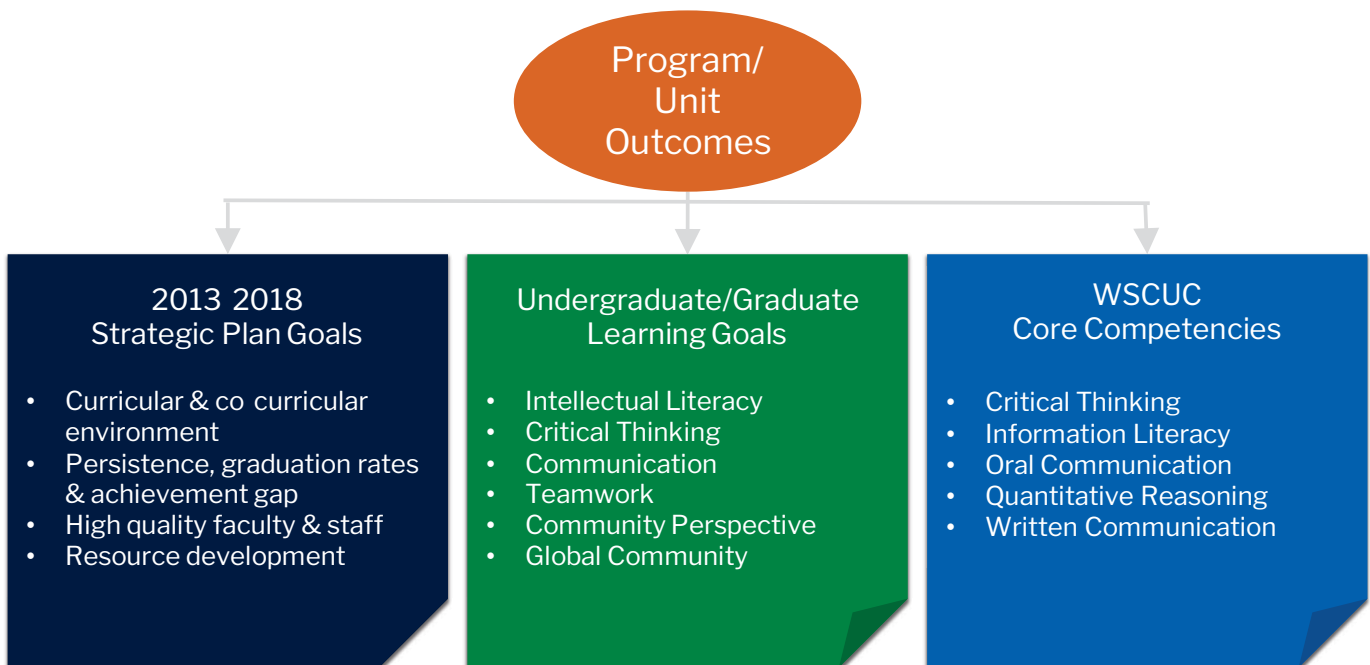 Program/
Unit
Outcomes
2013 2018
Strategic Plan Goals
• Curricular & co curricular
environment
• Persistence, graduation rates
& achievement gap
• High quality faculty & staff
• Resource development
Undergraduate/Graduate
Learning Goals
• Intellectual Literacy
• Critical Thinking
• Communication
• Teamwork
• Community Perspective
• Global Community
WSCUC
Core Competencies
• Critical Thinking
• Information Literacy
• Oral Communication
• Quantitative Reasoning
• Written Communication